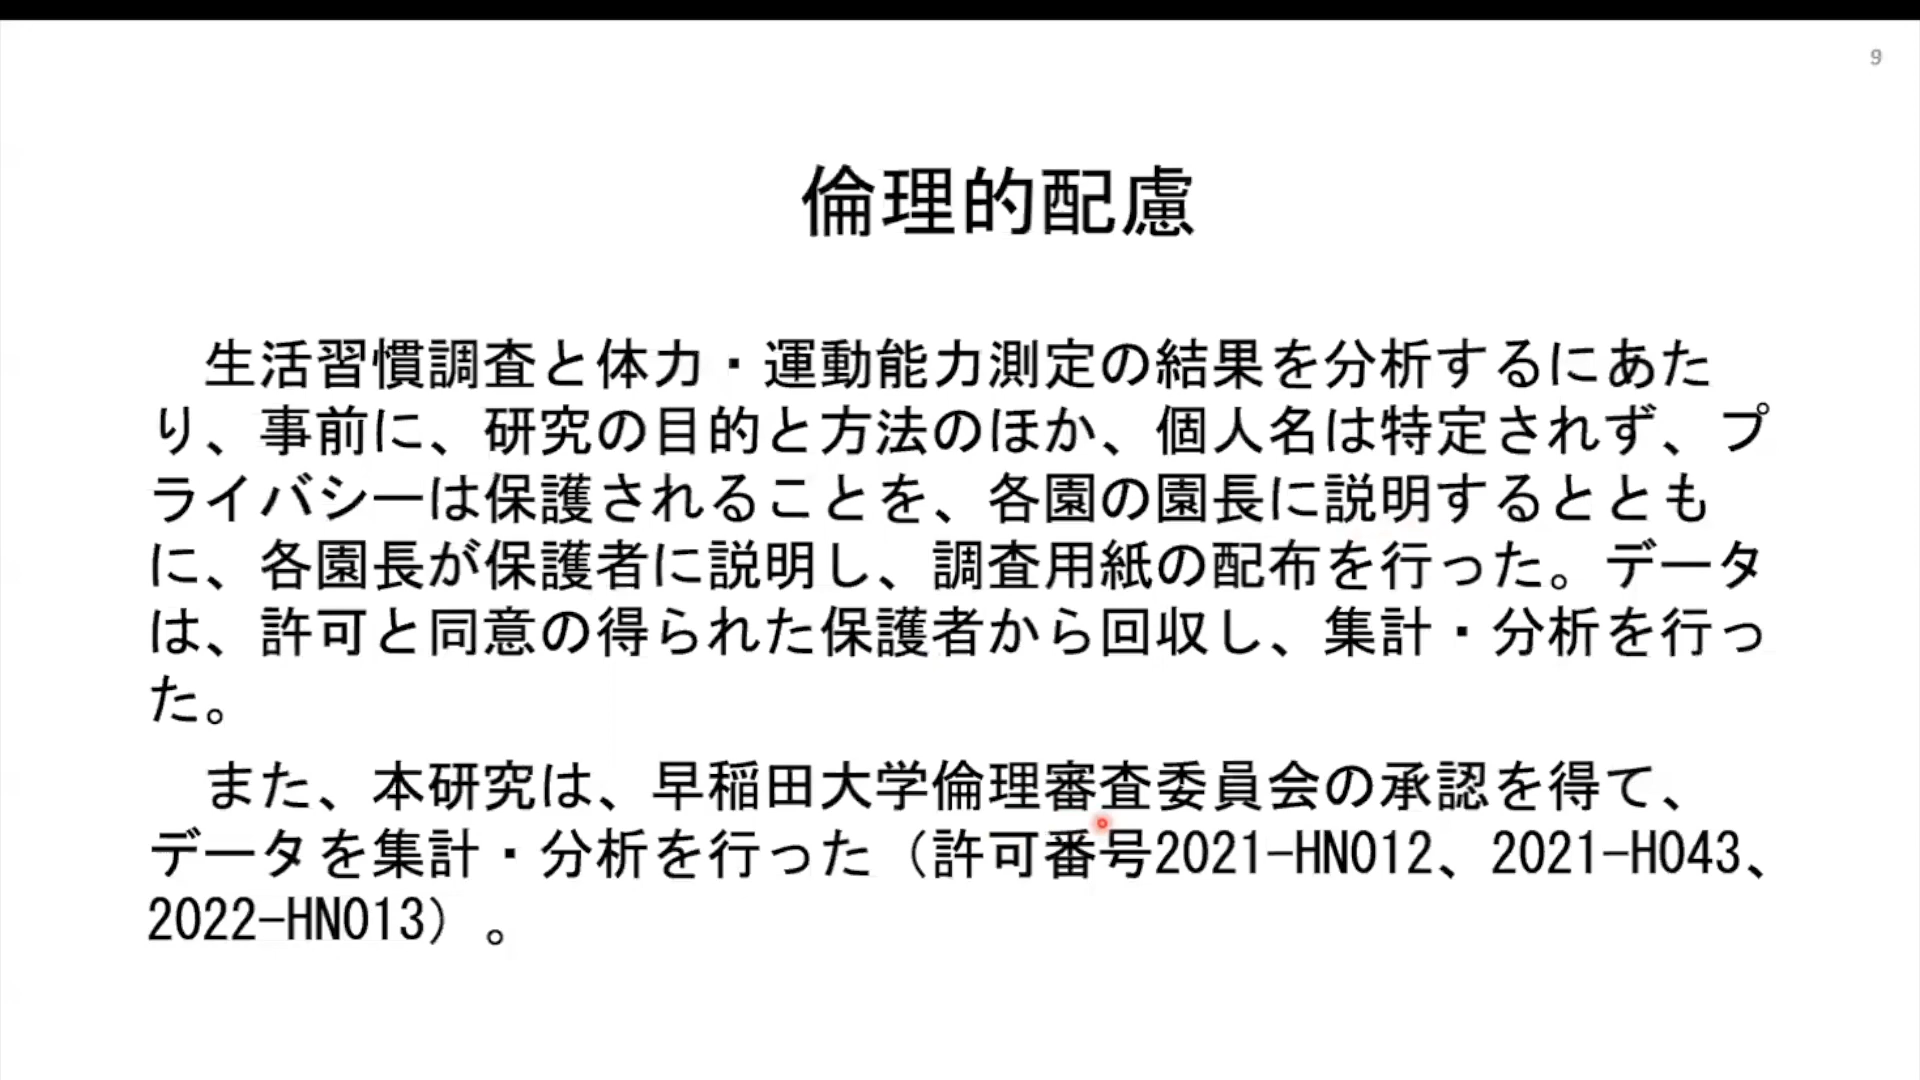 9
倫理的配慮
生活習慣調査と体力・運動能力測定の結果を分析するにあた
り、事前に、研究の目的と方法のほか、個人名は特定されず、プ
ライバシーは保護されることを、各園の園長に説明するととも
に、各園長が保護者に説明し、調査用紙の配布を行った。データ
は、許可と同意の得られた保護者から回収し、集計・分析を行っ
た。
また、本研究は、早稲田大学倫理審査委員会の承認を得て、
データを集計・分析を行った（許可番号2021-HN012、2021-H043、
2022-HN013）。